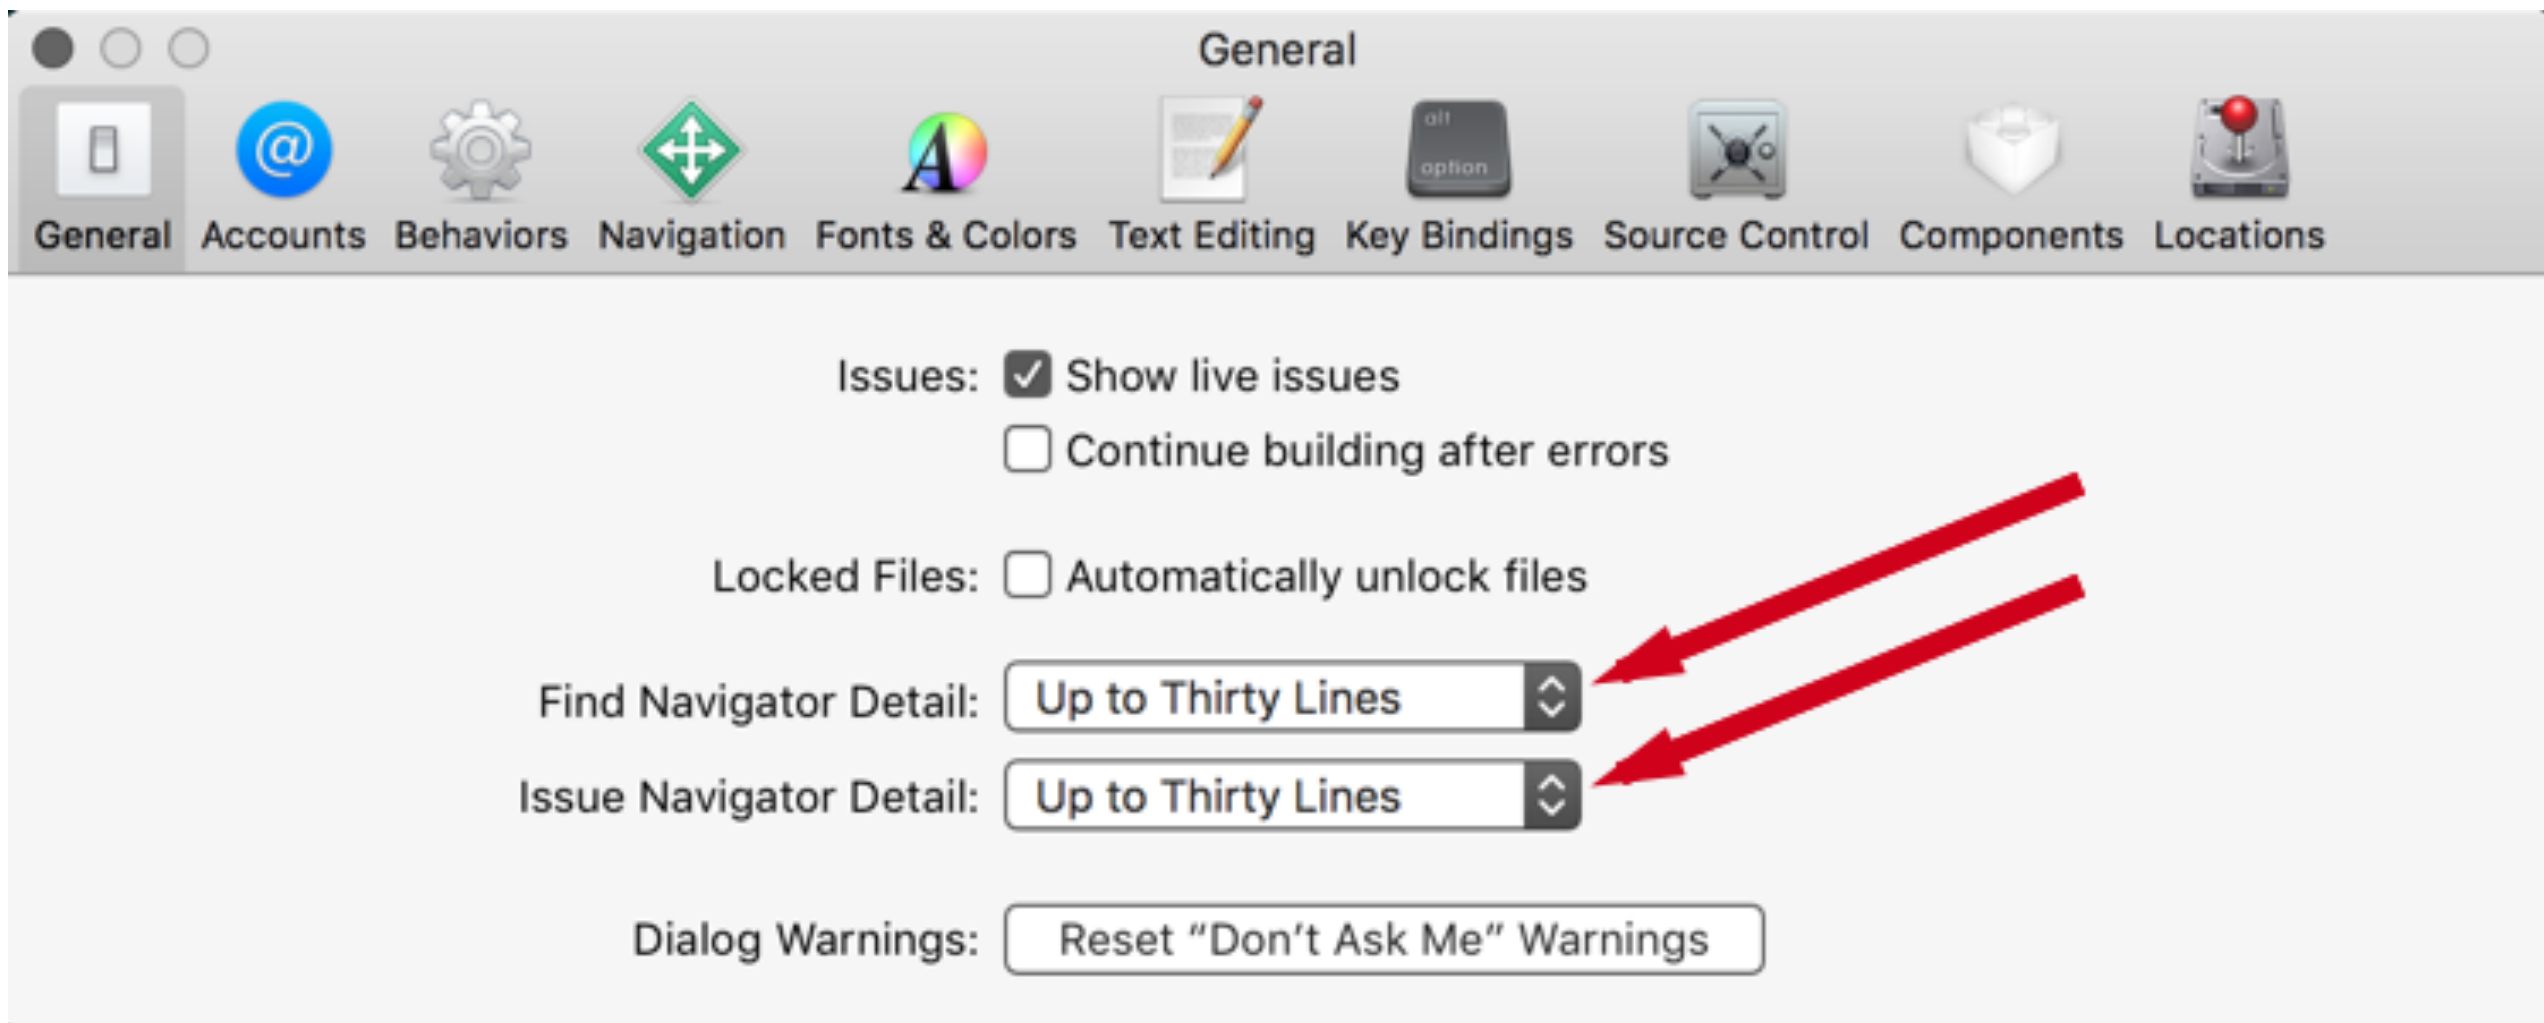 General
alt
option
General Accounts Behaviors Navigation Fonts & Colors Text Editing Key Bindings Source Control Components Locations
Issues: Show live issues
Continue building after errors
Locked Files: Automatically unlock files
Find Navigator Detail: Up to Thirty Lines
Issue Navigator Detail: Up to Thirty Lines
Dialog Warnings: Reset “Don’t Ask Me” Warnings